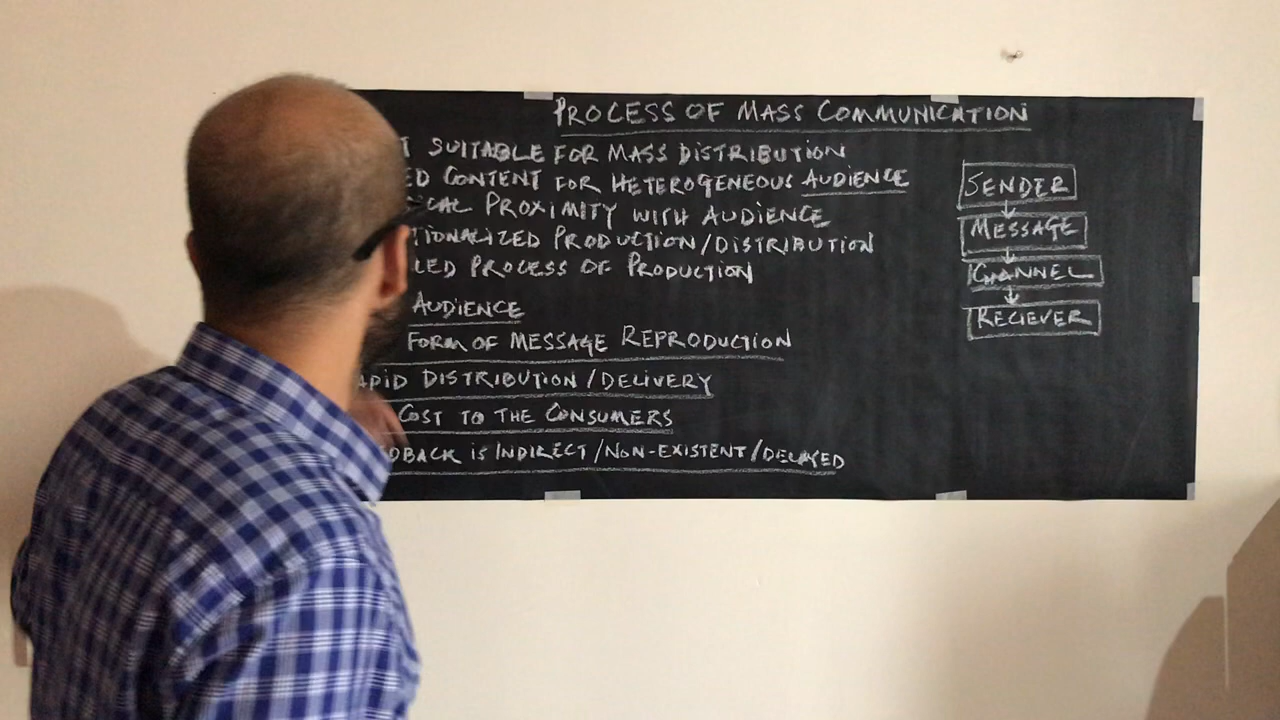 PROCESS OF MASS COMMUNICATION
SUITABLE FOR MASS DISTRIBUTION
CONTENT FOR HETEROGENEOUS AUDIENCE
PROXIMITY WITH AUDIENCE
PRODUCTION/DISTRIBUTION
PROCESS OF PRODUCTION
AUDIENCE
FORM OF MESSAGE REPRODUCTION
DISTRIBUTION/DELIVERY
COST TO THE CONSUMERS
IS INDIRECT/NON-EXISTENT/DELAYED
SENDER
MESSAGE
CHANNEL
RECIEVER